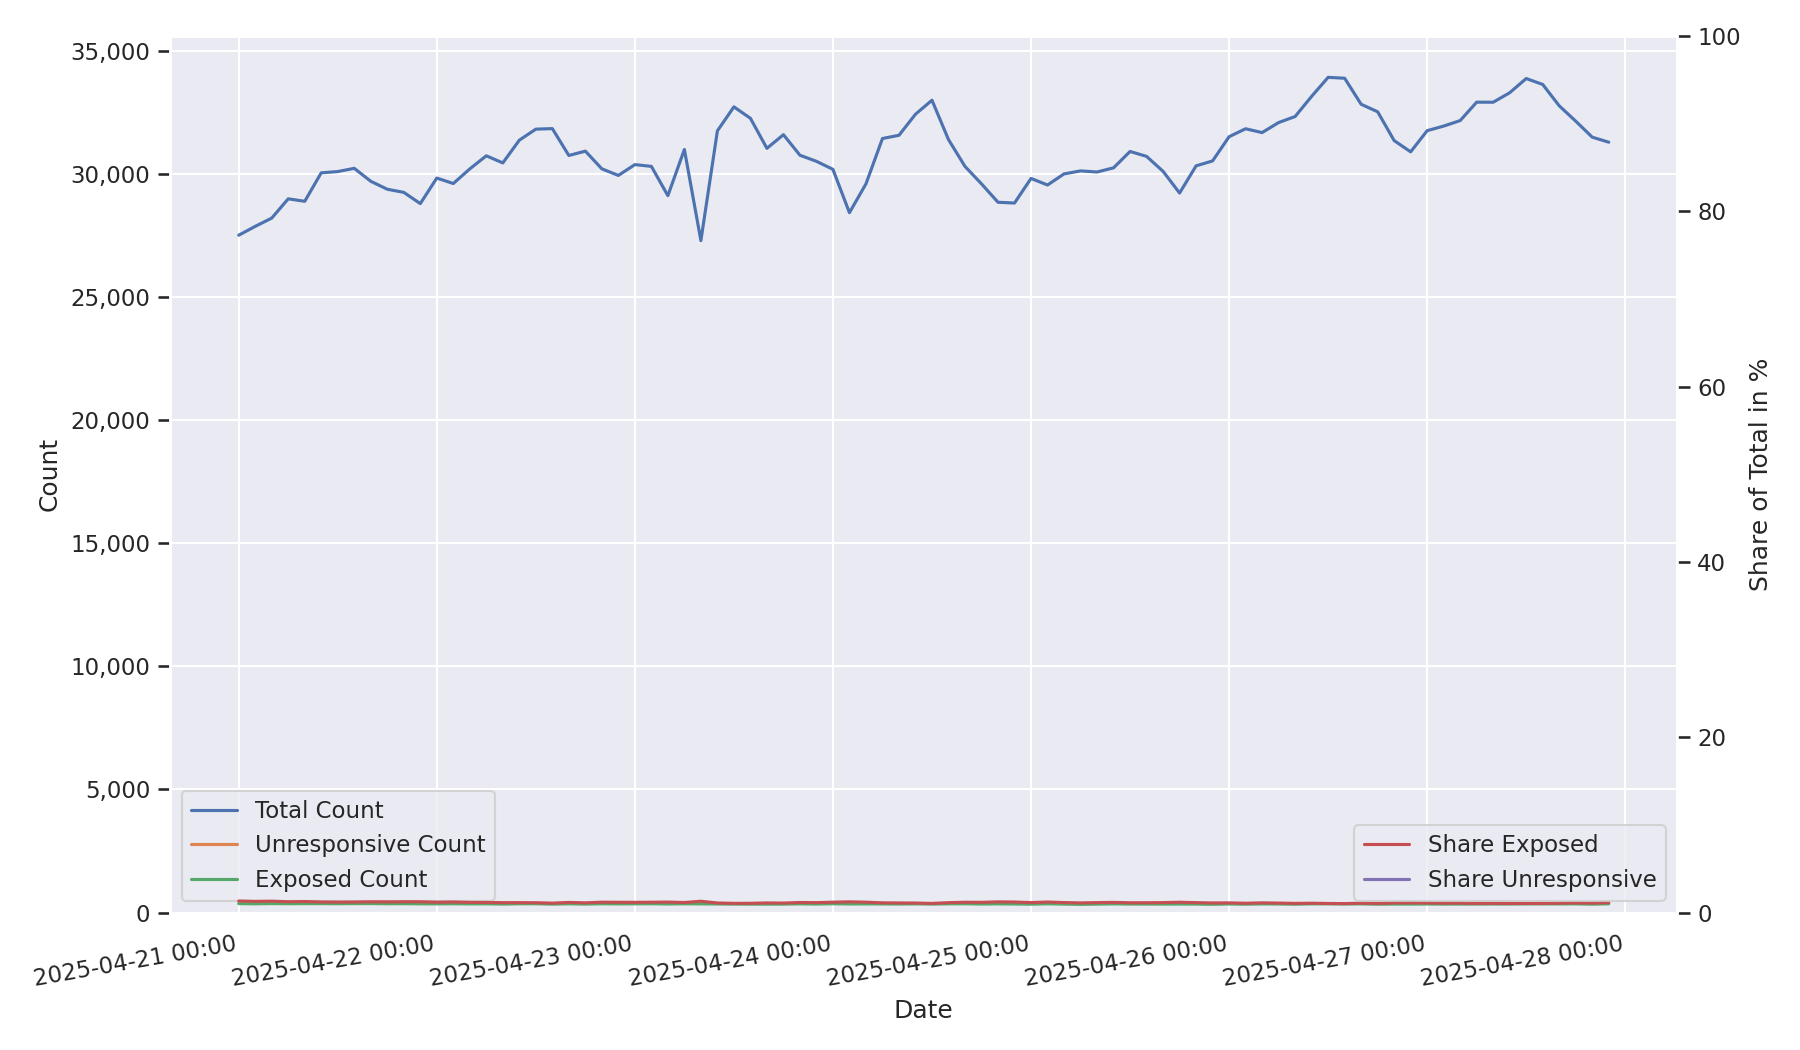 35,000
30,000
25,000
20,000
15,000
10,000
5,000
0
Count
100
80
60
40
20
0
Share of Total in %
Total Count
Unresponsive Count
Exposed Count
Share Exposed
Share Unresponsive
2025-04-21 00:00
2025-04-22 00:00
2025-04-23 00:00
2025-04-24 00:00
2025-04-25 00:00
2025-04-26 00:00
2025-04-27 00:00
2025-04-28 00:00
Date